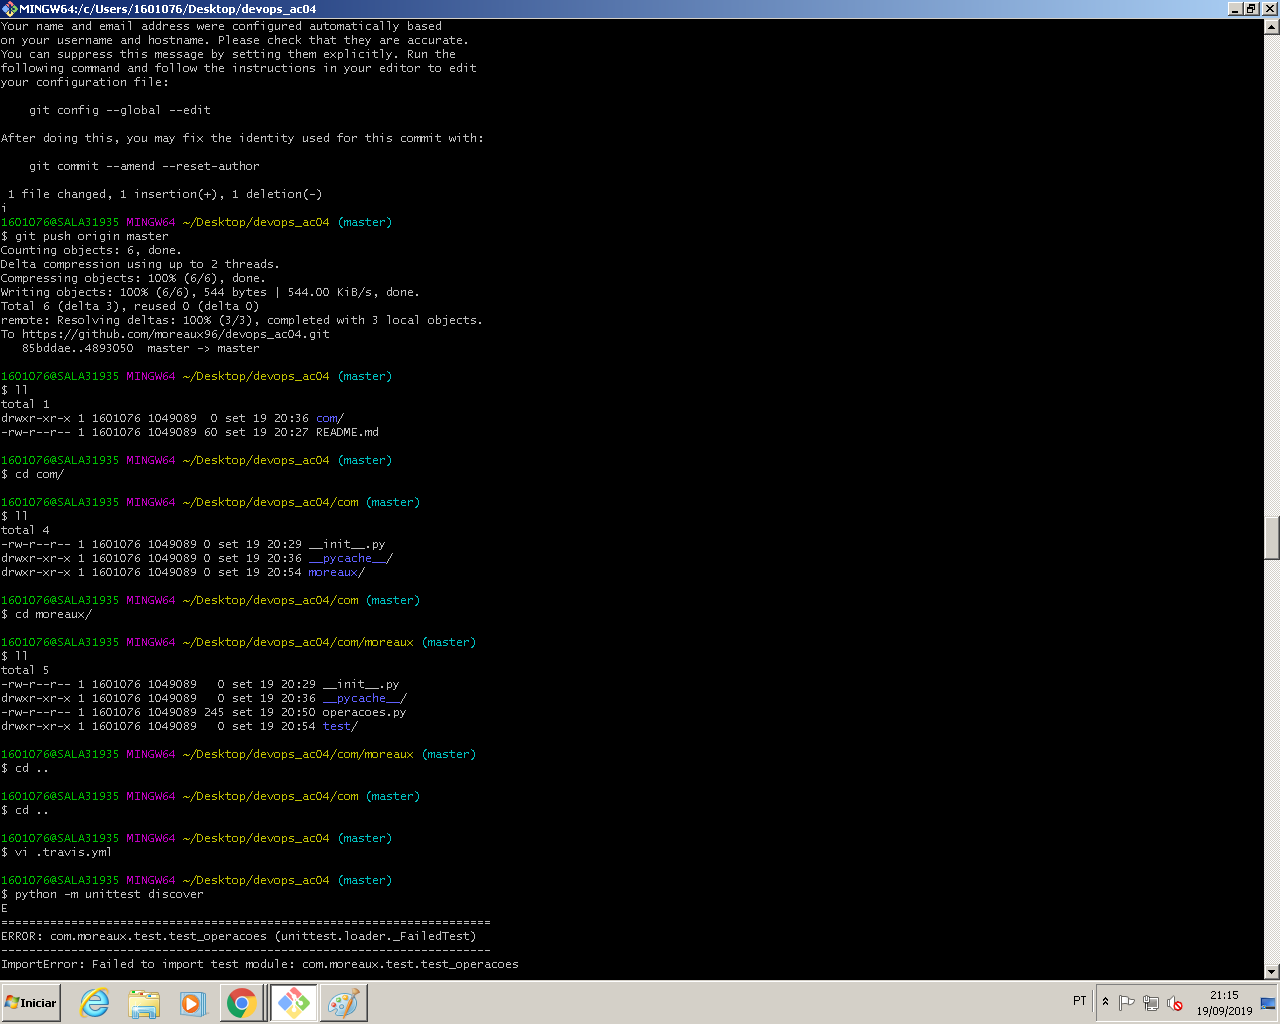 MINGW64:/c/Users/1601076/Desktop/devops_ac04
Your name and email address were configured automatically based
on your username and hostname. Please check that they are accurate.
You can suppress this message by setting them explicitly. Run the
following command and follow the instructions in your editor to edit
your configuration file:
git config --global --edit
After doing this, you may fix the identity used for this commit with:
git commit --amend --reset-author
1 file changed, 1 insertion(+), 1 deletion(-)
i
1601076@SALA31935 MINGW64 ~/Desktop/devops_ac04 (master)
$ git push origin master
Counting objects: 6, done.
Delta compression using up to 2 threads.
Compressing objects: 100% (6/6), done.
Writing objects: 100% (6/6), 544 bytes | 544.00 KiB/s, done.
Total 6 (delta 3), reused 0 (delta 0)
remote: Resolving deltas: 100% (3/3), completed with 3 local objects.
To https://github.com/moreaux96/devops_ac04.git
85bddae..4893050  master -> master
1601076@SALA31935 MINGW64 ~/Desktop/devops_ac04 (master)
$ ll
total 1
drwxr-xr-x 1 1601076 1049089  0 set 19 20:36 com/
-rw-r--r-- 1 1601076 1049089 60 set 19 20:27 README.md
1601076@SALA31935 MINGW64 ~/Desktop/devops_ac04 (master)
$ cd com/
1601076@SALA31935 MINGW64 ~/Desktop/devops_ac04/com (master)
$ ll
total 4
-rw-r--r-- 1 1601076 1049089 0 set 19 20:29 __init__.py
drwxr-xr-x 1 1601076 1049089 0 set 19 20:36 __pycache__/
drwxr-xr-x 1 1601076 1049089 0 set 19 20:54 moreaux/
1601076@SALA31935 MINGW64 ~/Desktop/devops_ac04/com (master)
$ cd moreaux/
1601076@SALA31935 MINGW64 ~/Desktop/devops_ac04/com/moreaux (master)
$ ll
total 5
-rw-r--r-- 1 1601076 1049089   0 set 19 20:29 __init__.py
drwxr-xr-x 1 1601076 1049089   0 set 19 20:36 __pycache__/
-rw-r--r-- 1 1601076 1049089 245 set 19 20:50 operacoes.py
drwxr-xr-x 1 1601076 1049089   0 set 19 20:54 test/
1601076@SALA31935 MINGW64 ~/Desktop/devops_ac04/com/moreaux (master)
$ cd ..
1601076@SALA31935 MINGW64 ~/Desktop/devops_ac04/com (master)
$ cd ..
1601076@SALA31935 MINGW64 ~/Desktop/devops_ac04 (master)
$ vi .travis.yml
1601076@SALA31935 MINGW64 ~/Desktop/devops_ac04 (master)
$ python -m unittest discover
E
======================================================================
ERROR: com.moreaux.test.test_operacoes (unittest.loader._FailedTest)
----------------------------------------------------------------------
ImportError: Failed to import test module: com.moreaux.test.test_operacoes
Iniciar
PT
21:15
19/09/2019